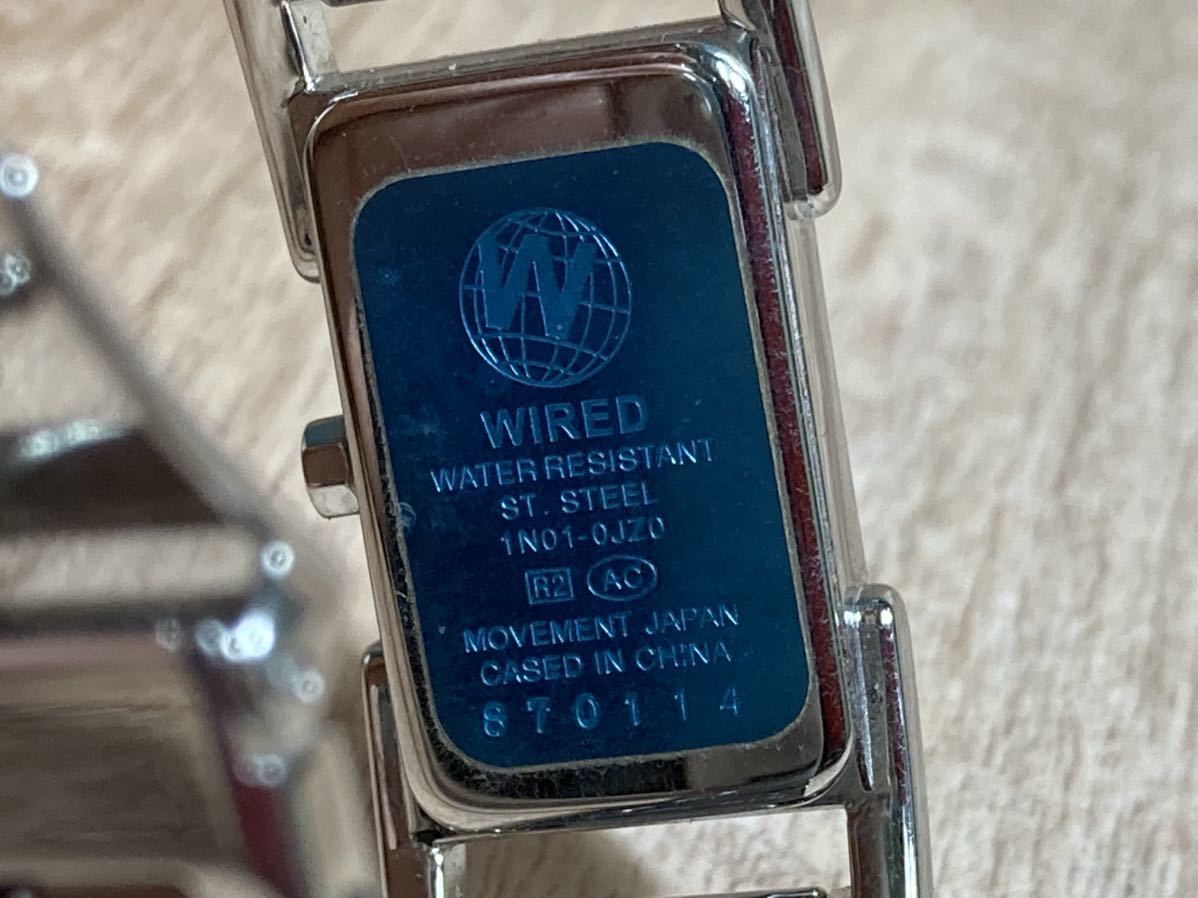 W
WIRED
WATER RESISTANT
ST. STEEL
1N01-0JZ0
R2 AC
MOVEMENT JAPAN
CASED IN CHINA
870114